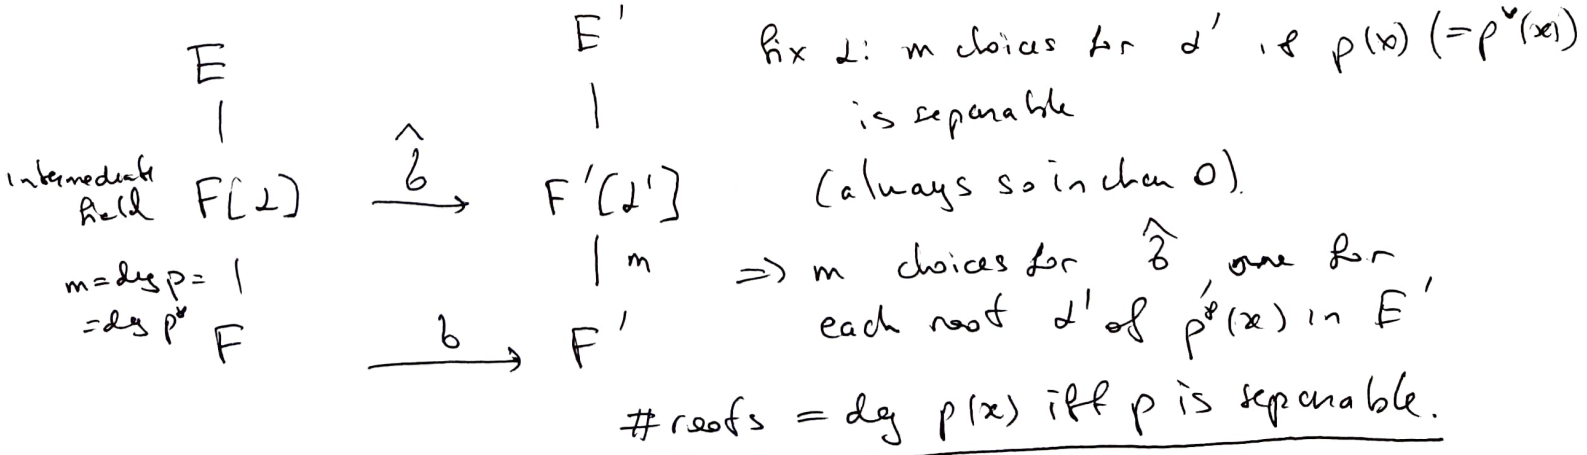 E E' fix α: m choices for α' if p(x) (=p^σ(x))
is separable
intermediate field F[α] →^σ̂ F'[α'] (always so in char 0).
m = deg p = = deg p^σ | | m => m choices for σ̂, one for
F →^σ F' each root α' of p^σ(x) in E'
#roots = deg p(x) iff p is separable.